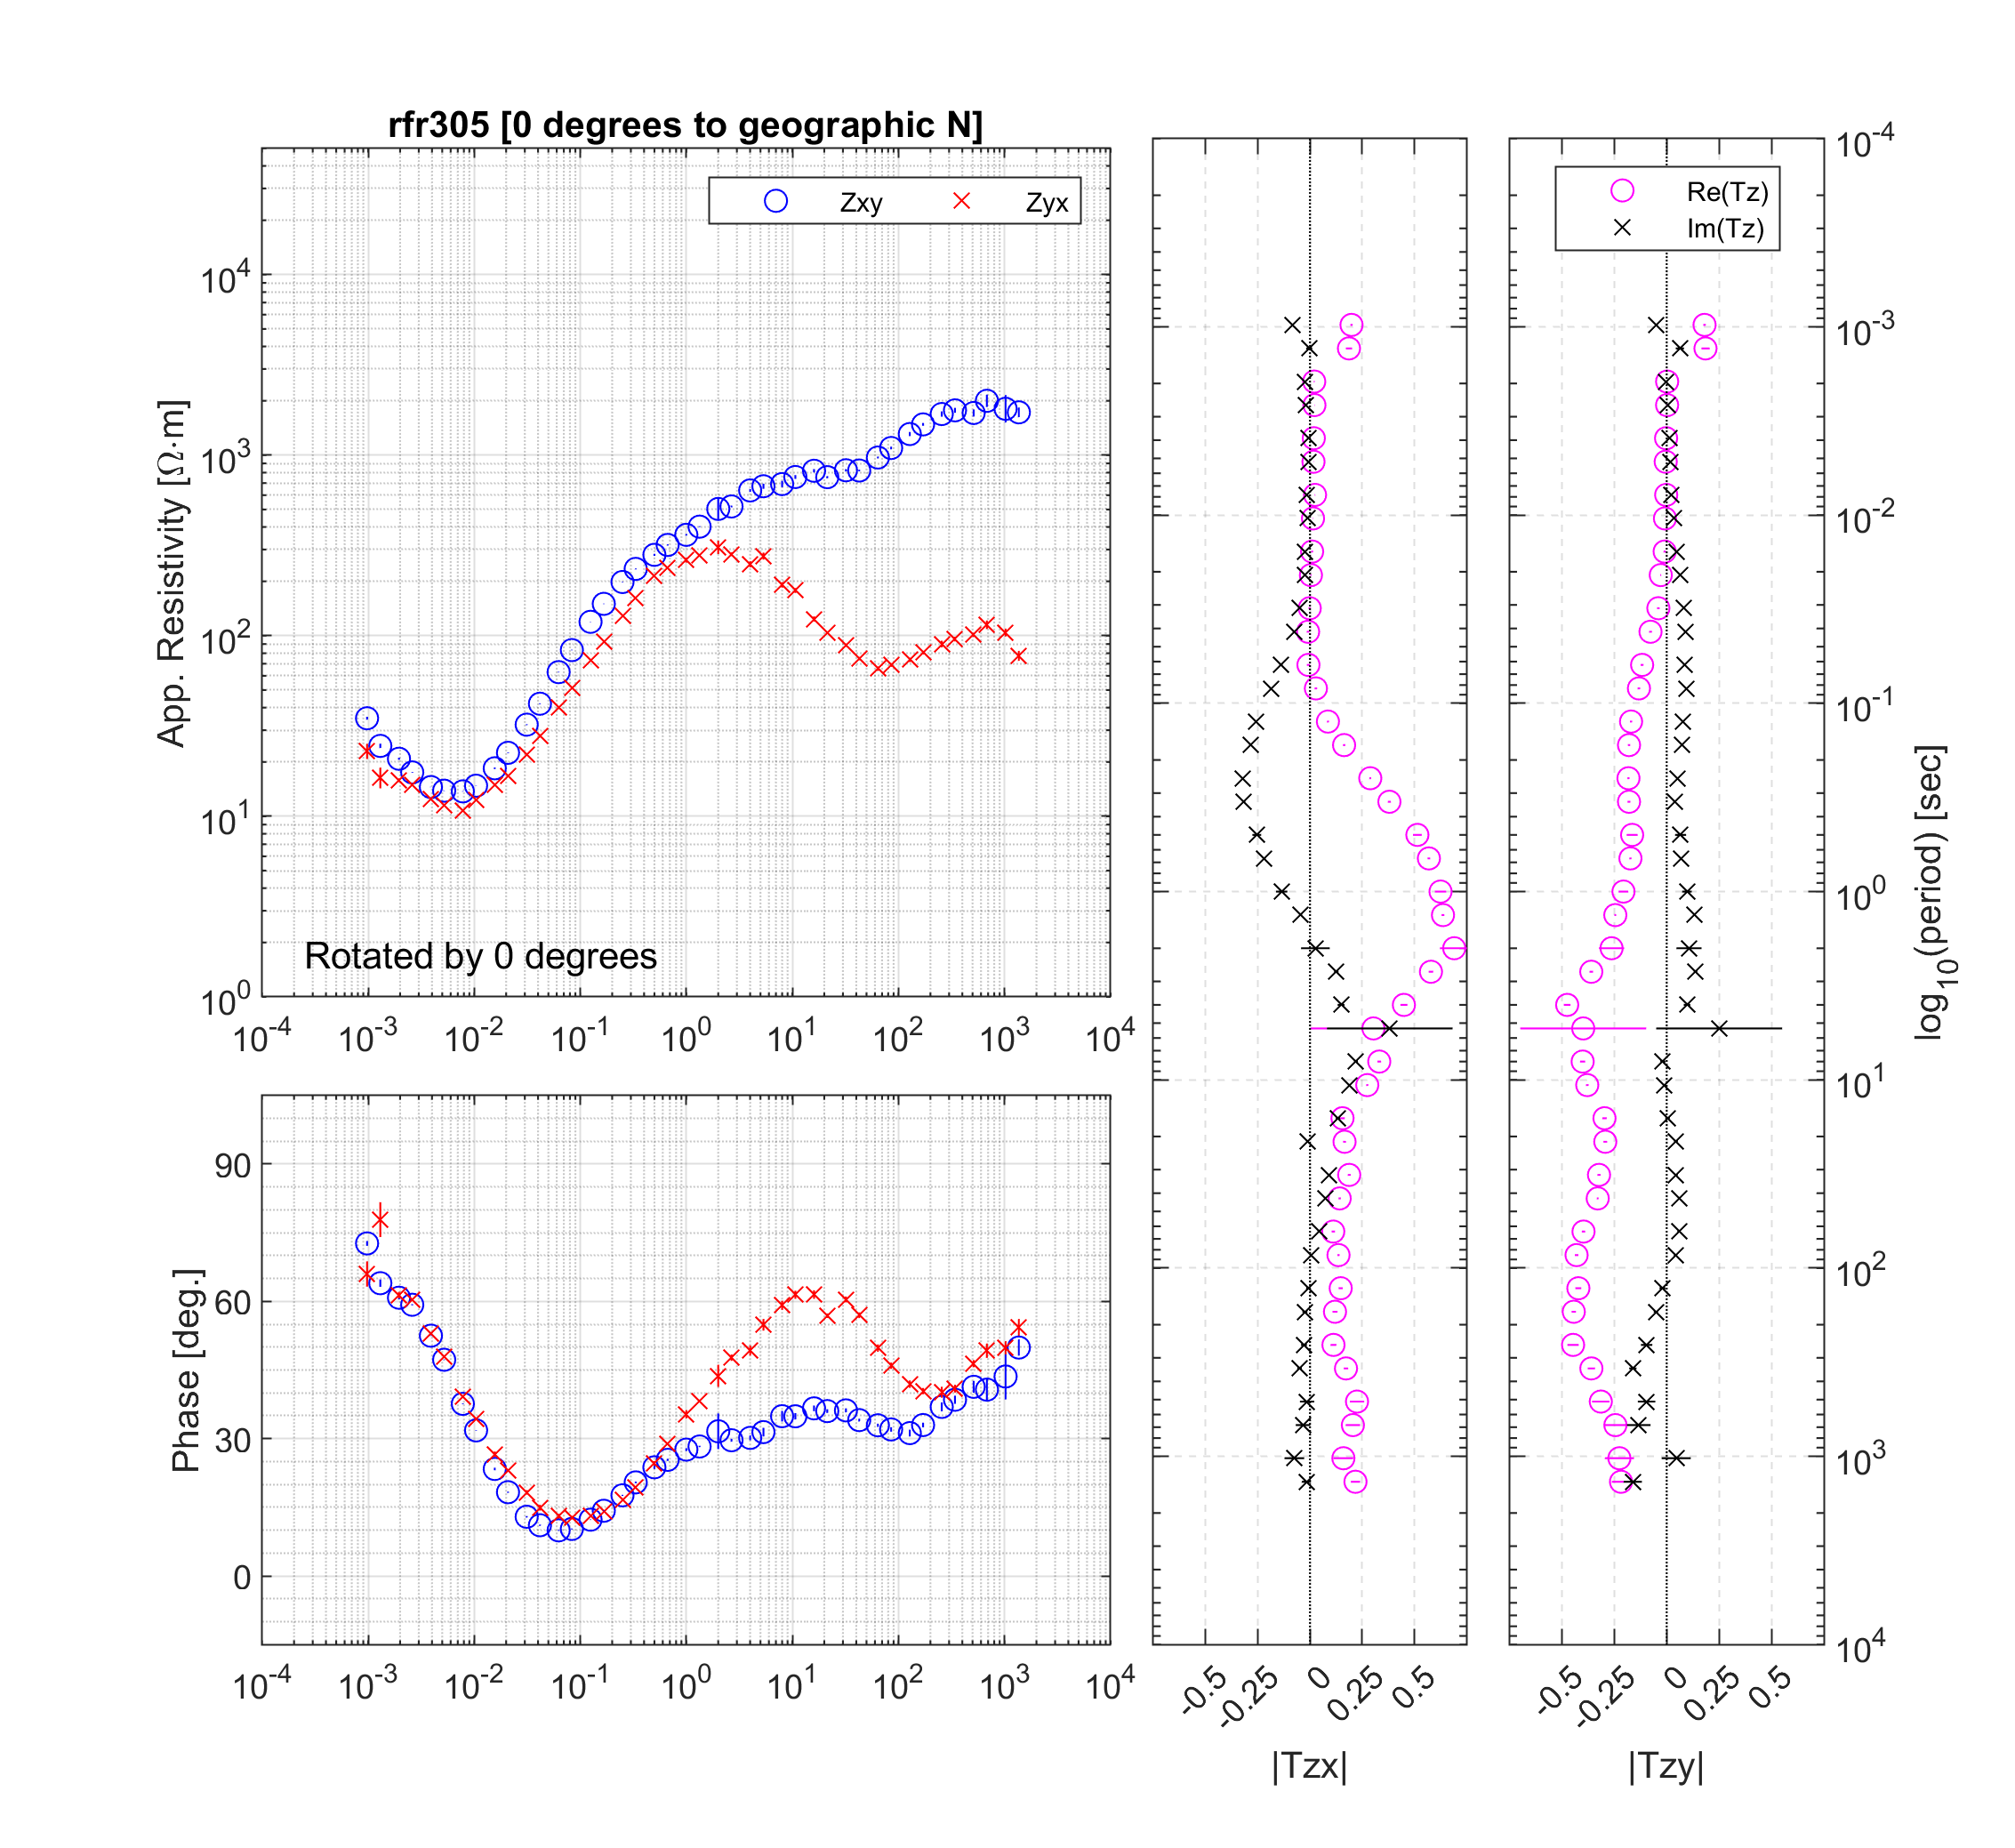 rfr305 [0 degrees to geographic N]
Zxy Zyx
App. Resistivity [Ω·m]
10^4
10^3
10^2
10^1
10^0
Rotated by 0 degrees
10^-4 10^-3 10^-2 10^-1 10^0 10^1 10^2 10^3 10^4
Phase [deg.]
90
60
30
0
10^-4 10^-3 10^-2 10^-1 10^0 10^1 10^2 10^3 10^4
-0.5 -0.25 0 0.25 0.5
|Tzx|
Re(Tz)
Im(Tz)
-0.5 -0.25 0 0.25 0.5
|Tzy|
10^-4
10^-3
10^-2
10^-1
10^0
10^1
10^2
10^3
10^4
log_10(period) [sec]